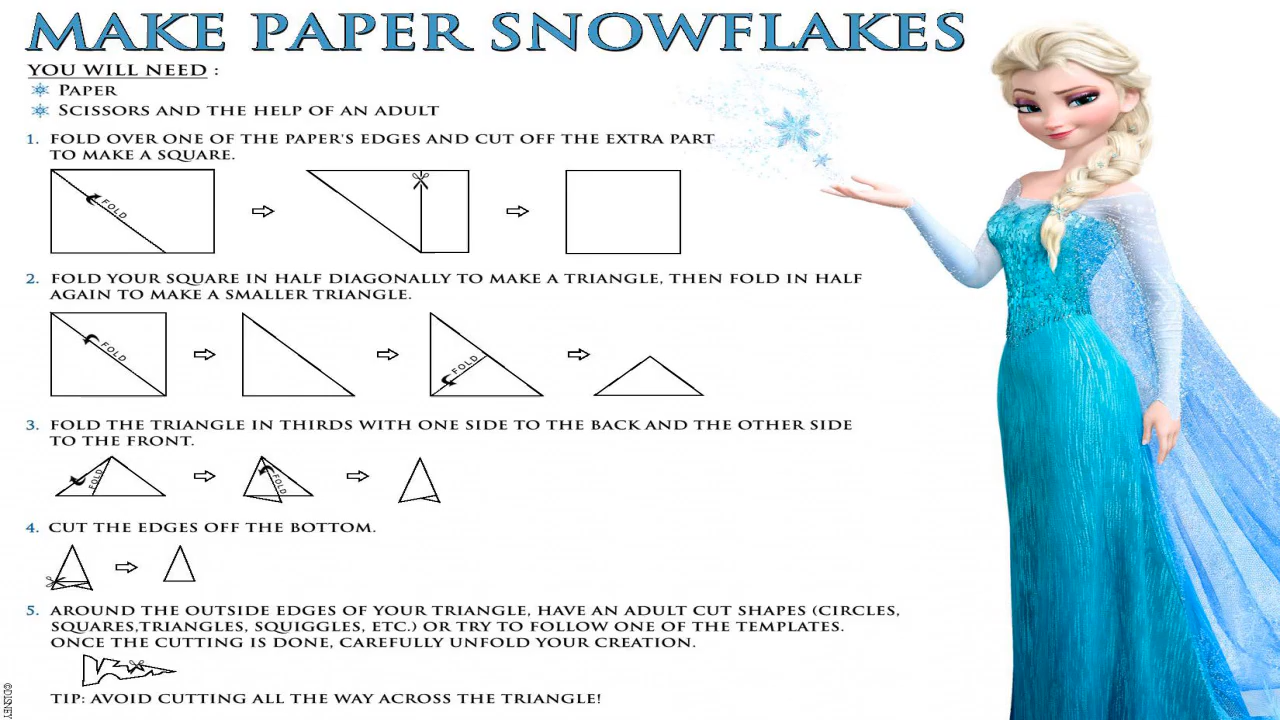 MAKE PAPER SNOWFLAKES
YOU WILL NEED :
PAPER
SCISSORS AND THE HELP OF AN ADULT
1. FOLD OVER ONE OF THE PAPER'S EDGES AND CUT OFF THE EXTRA PART
TO MAKE A SQUARE.
FOLD
2. FOLD YOUR SQUARE IN HALF DIAGONALLY TO MAKE A TRIANGLE, THEN FOLD IN HALF
AGAIN TO MAKE A SMALLER TRIANGLE.
FOLD
FOLD
3. FOLD THE TRIANGLE IN THIRDS WITH ONE SIDE TO THE BACK AND THE OTHER SIDE
TO THE FRONT.
FOLD
FOLD
4. CUT THE EDGES OFF THE BOTTOM.
5. AROUND THE OUTSIDE EDGES OF YOUR TRIANGLE, HAVE AN ADULT CUT SHAPES (CIRCLES,
SQUARES,TRIANGLES, SQUIGGLES, ETC.) OR TRY TO FOLLOW ONE OF THE TEMPLATES.
ONCE THE CUTTING IS DONE, CAREFULLY UNFOLD YOUR CREATION.
TIP: AVOID CUTTING ALL THE WAY ACROSS THE TRIANGLE!
©DISNEY